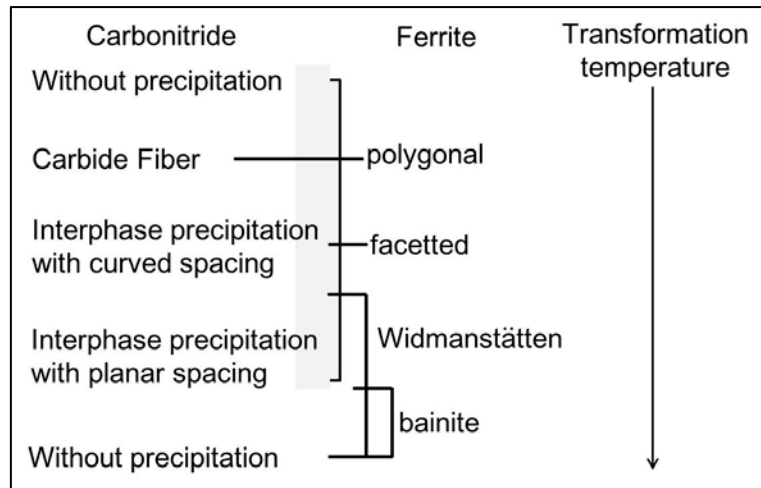 Carbonitride
Ferrite
Transformation
temperature
Without precipitation
Carbide Fiber
polygonal
Interphase precipitation
with curved spacing
facetted
Interphase precipitation
with planar spacing
Widmanstätten
bainite
Without precipitation